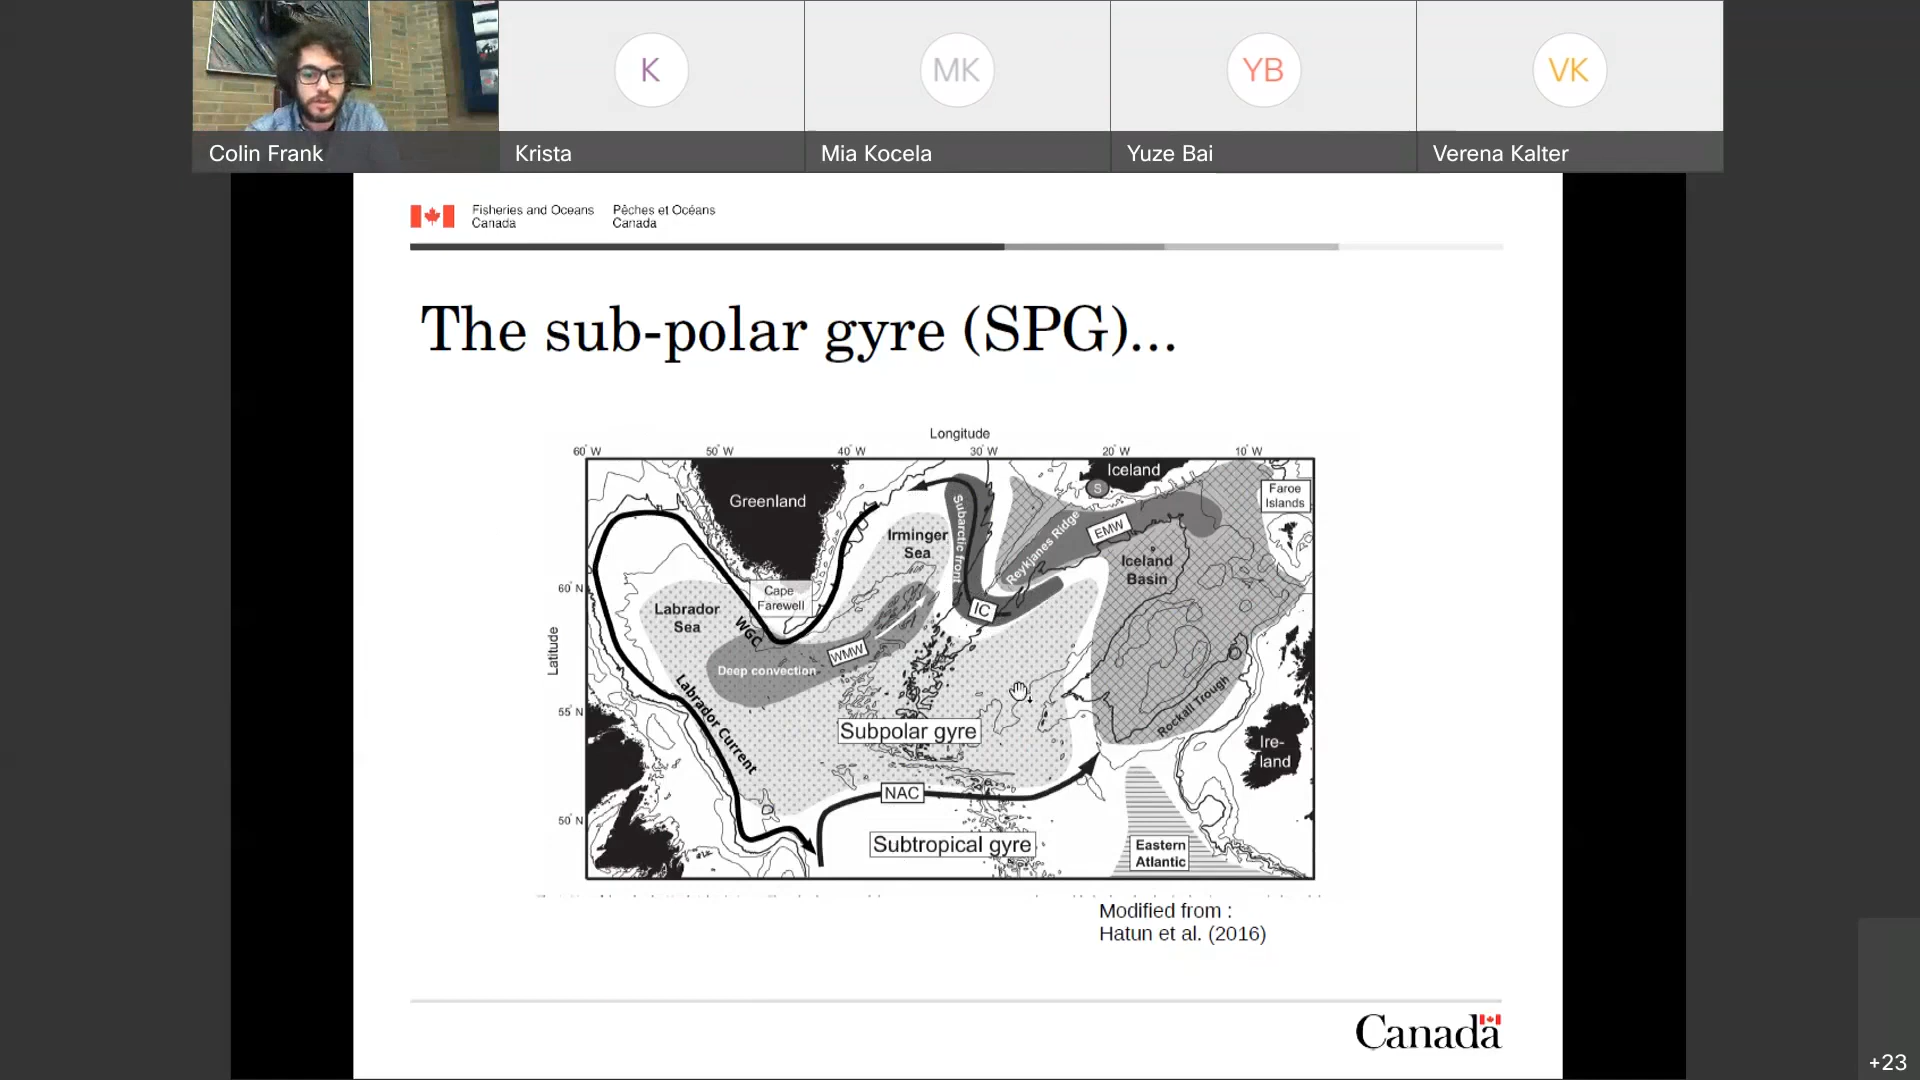 K
MK
YB
VK
Colin Frank
Krista
Mia Kocela
Yuze Bai
Verena Kalter
Fisheries and Oceans
Canada
Pêches et Océans
Canada
The sub-polar gyre (SPG)...
Longitude
60° W
50° W
40° W
30° W
20° W
10° W
Latitude
60° N
55° N
50° N
Greenland
Iceland
S
Faroe
Islands
Irminger
Sea
Subarctic front
Reykjanes Ridge
EMW
Iceland
Basin
Cape
Farewell
IC
Labrador
Sea
WGC
WMW
Deep convection
Labrador Current
Rockall Trough
Subpolar gyre
Ire-
land
NAC
Subtropical gyre
Eastern
Atlantic
Modified from :
Hatun et al. (2016)
Canada
+23